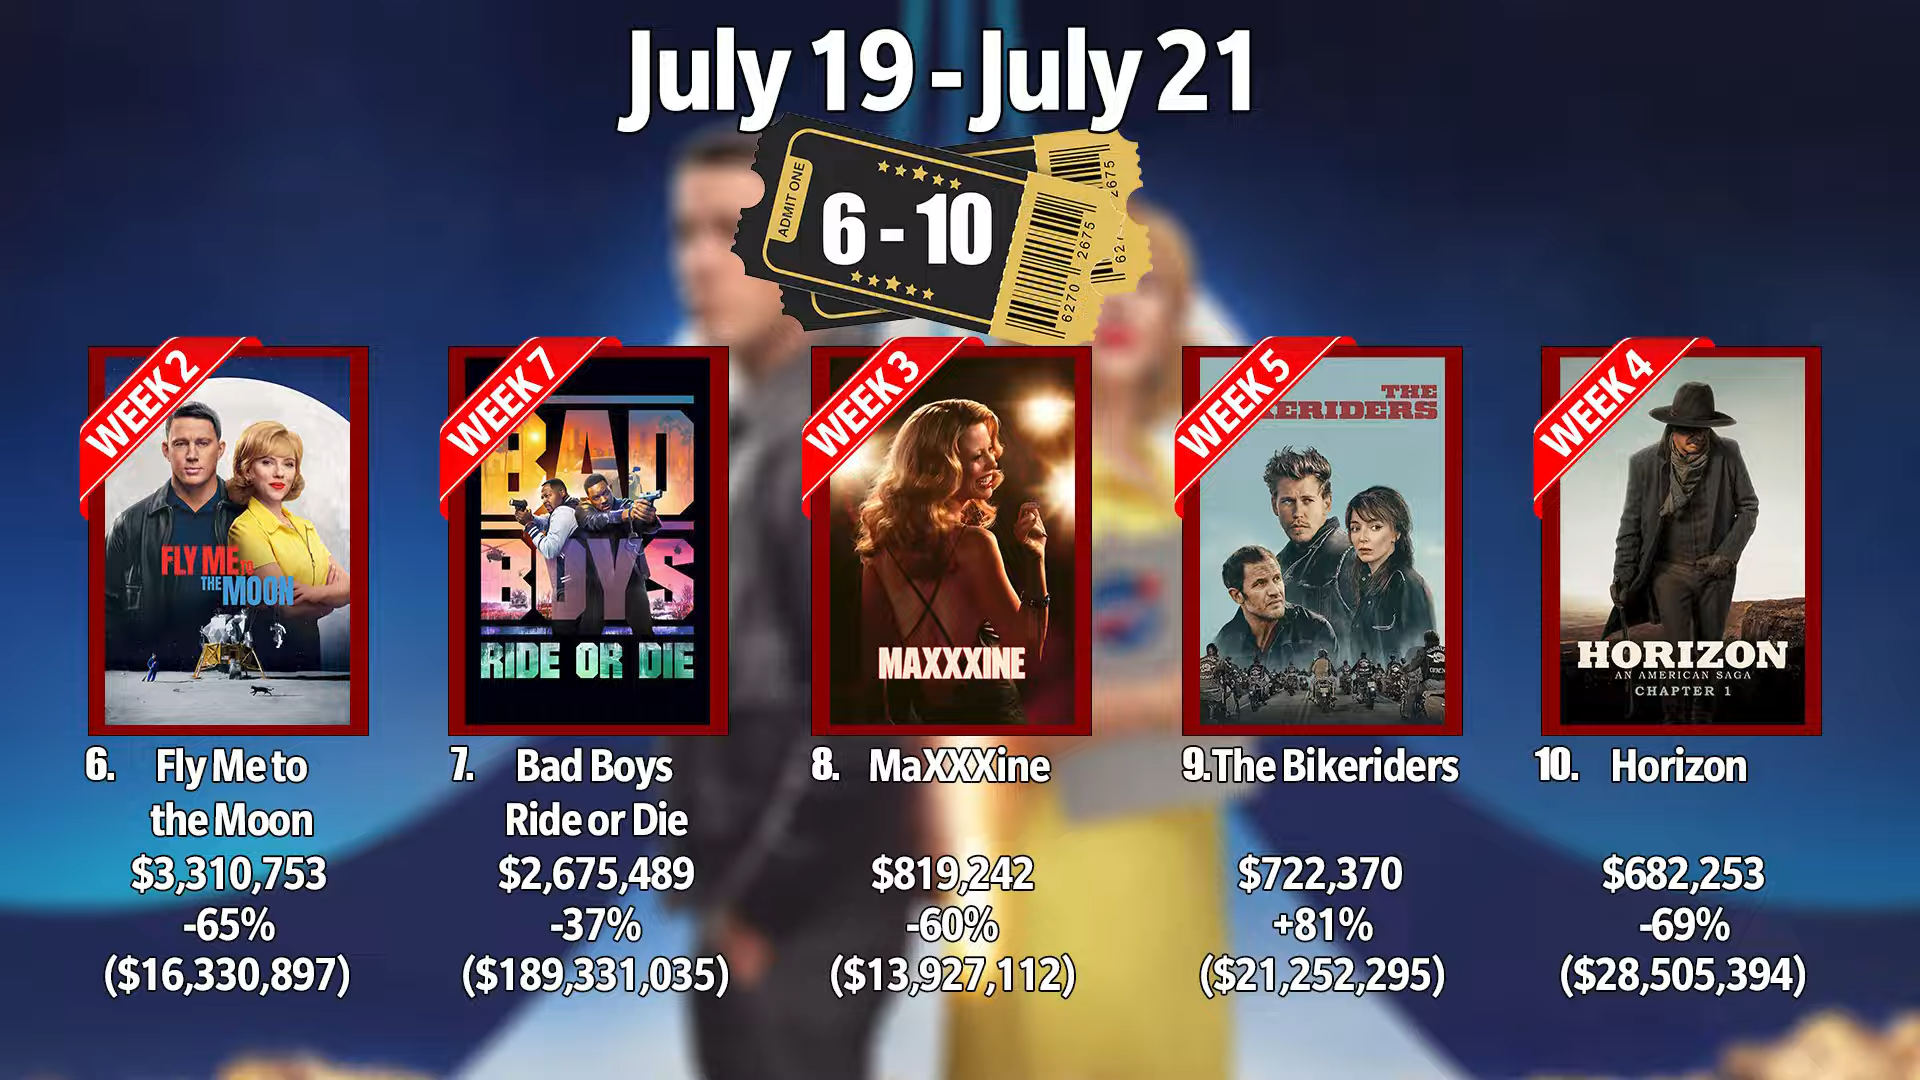 July 19 - July 21
ADMIT ONE
6 - 10
6270 2675
2675
WEEK 2
FLY ME TO
THE MOON
6. Fly Me to
the Moon
$3,310,753
-65%
($16,330,897)
WEEK 7
BAD
BOYS
RIDE OR DIE
7. Bad Boys
Ride or Die
$2,675,489
-37%
($189,331,035)
WEEK 3
MAXXXINE
8. MaXXXine
$819,242
-60%
($13,927,112)
WEEK 5
THE
KERIDERS
9.The Bikeriders
$722,370
+81%
($21,252,295)
WEEK 4
HORIZON
AN AMERICAN SAGA
CHAPTER 1
10. Horizon
$682,253
-69%
($28,505,394)